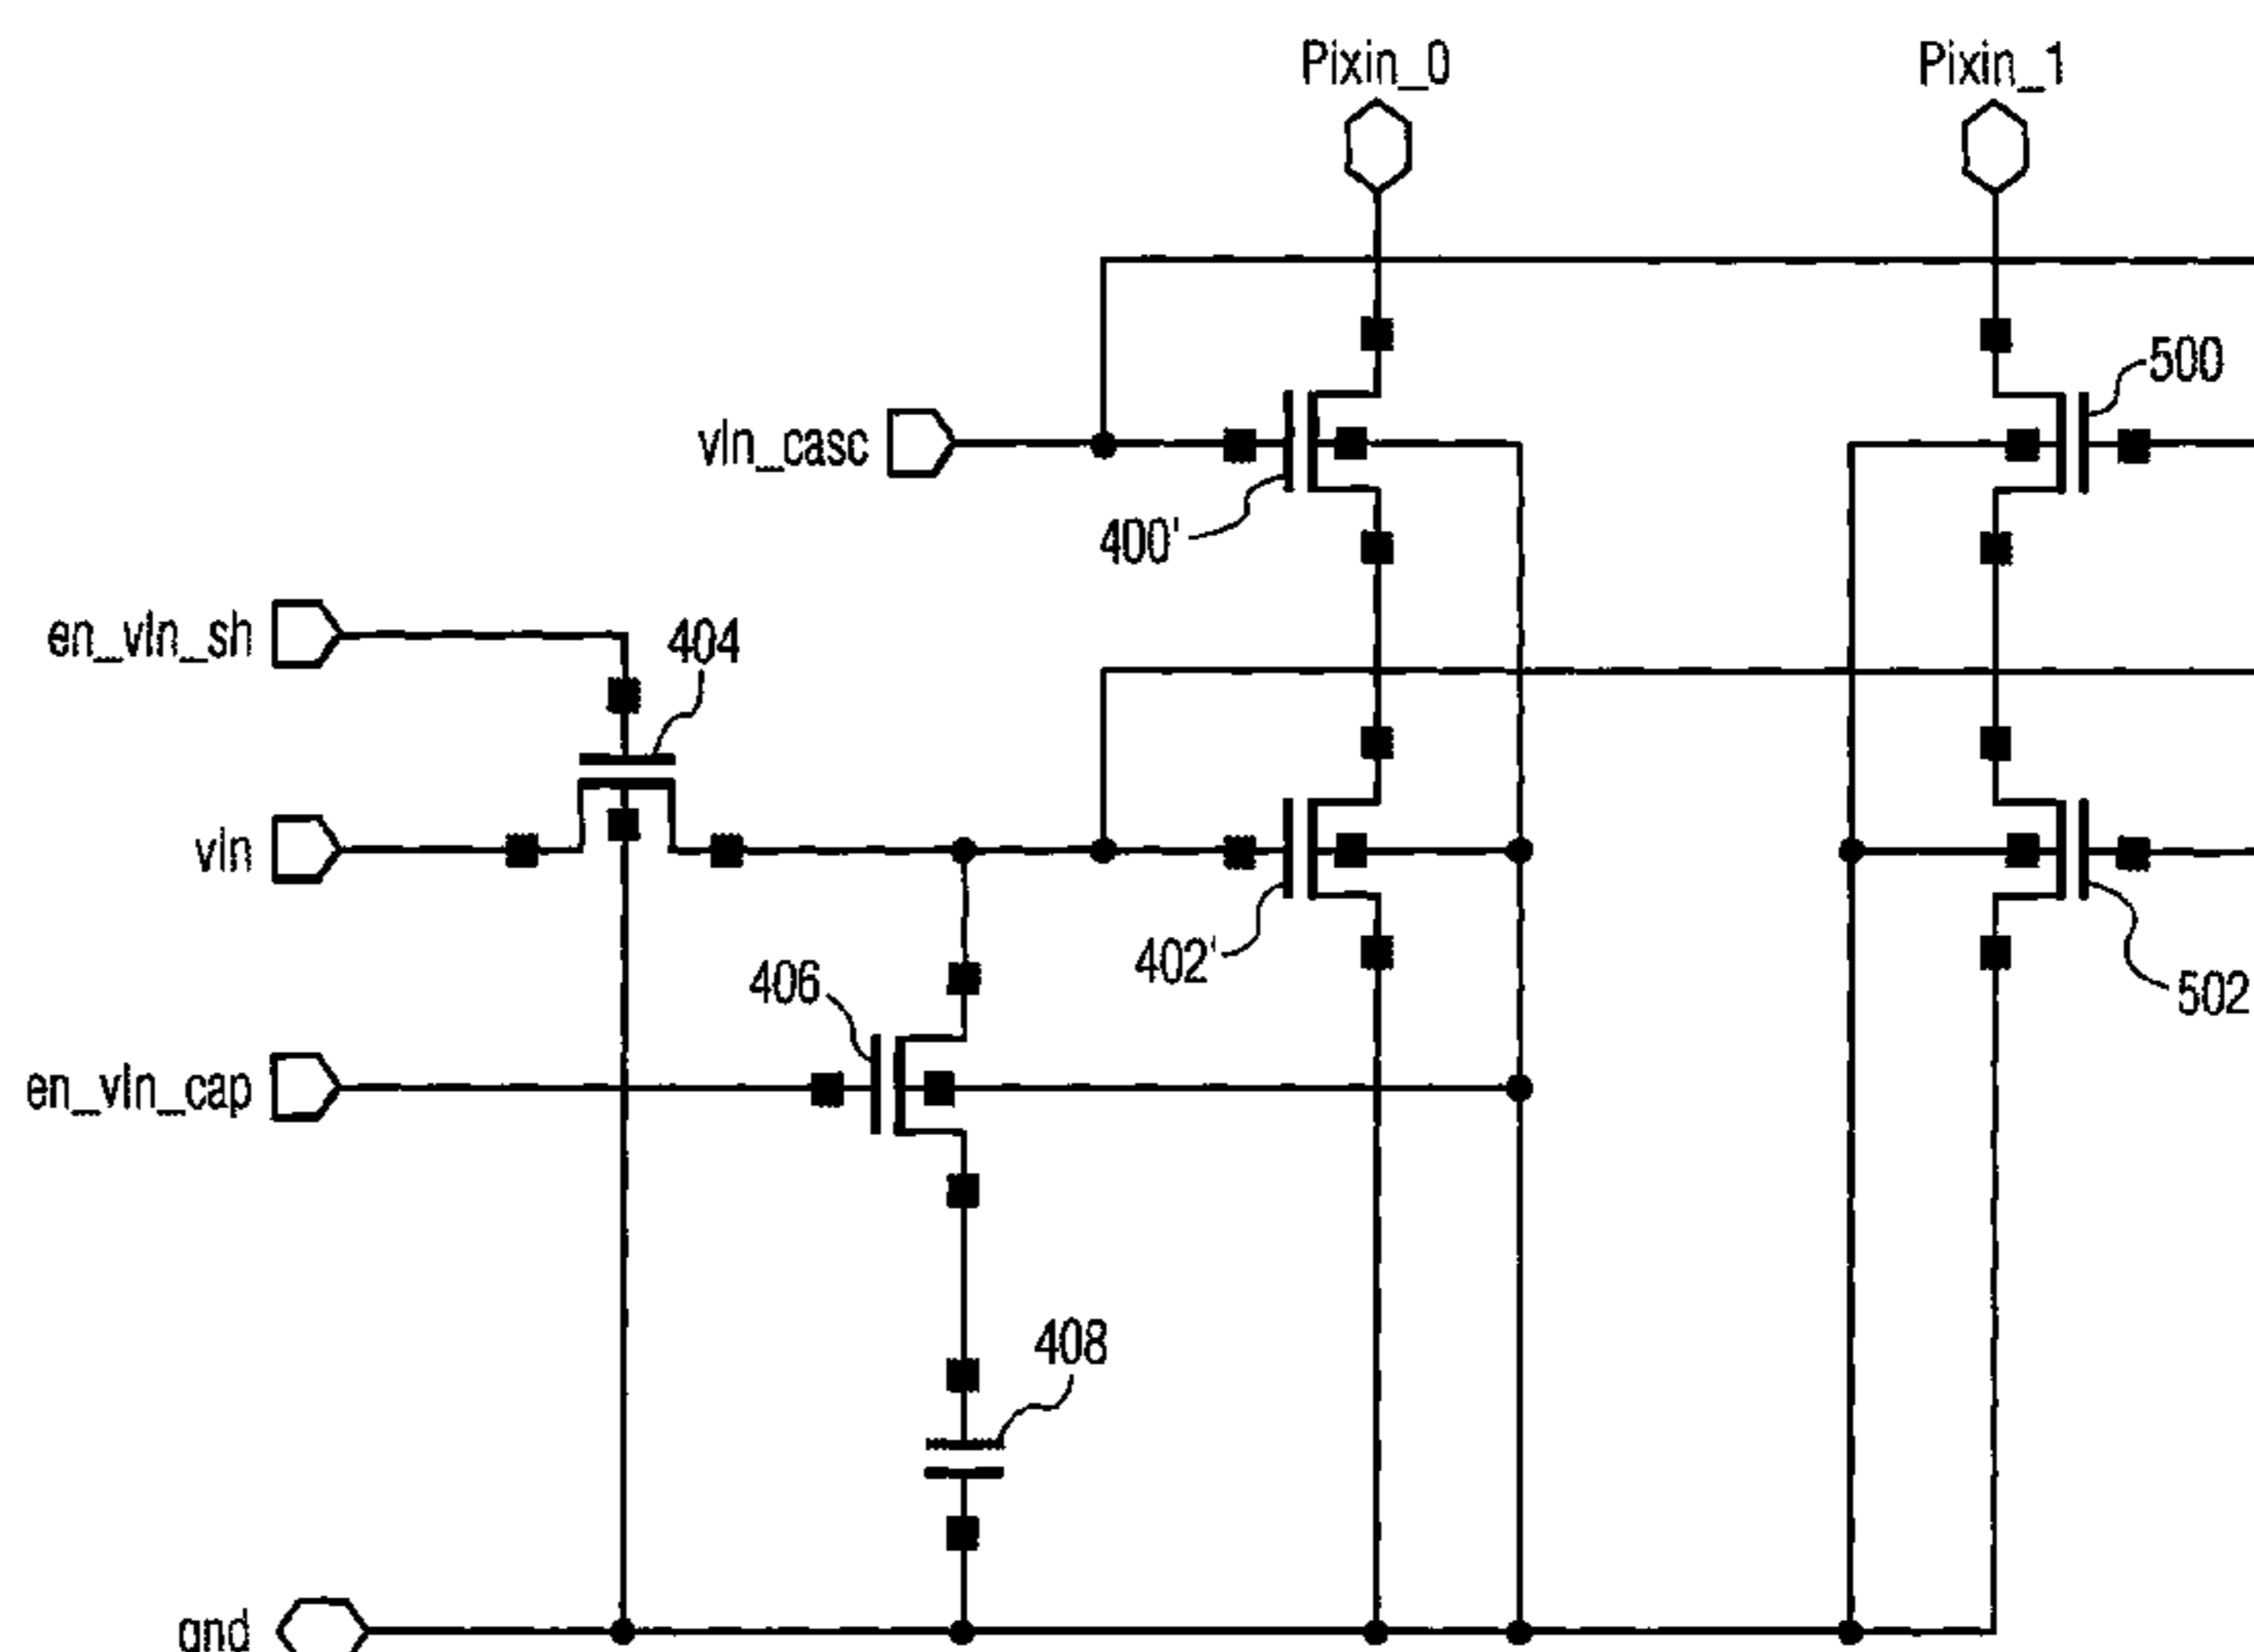 Pixin_0
Pixin_1
500
vln_casc
400'
en_vln_sh
404
vln
402'
406
502
en_vln_cap
408
gnd